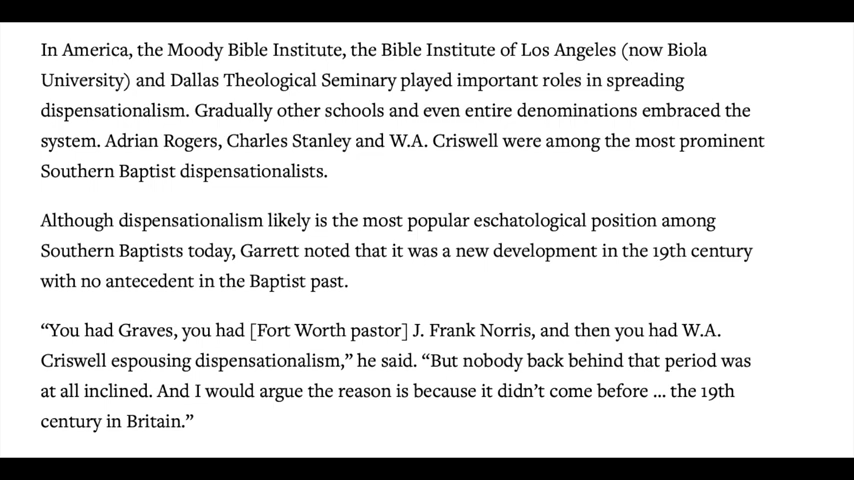 In America, the Moody Bible Institute, the Bible Institute of Los Angeles (now Biola
University) and Dallas Theological Seminary played important roles in spreading
dispensationalism. Gradually other schools and even entire denominations embraced the
system. Adrian Rogers, Charles Stanley and W.A. Criswell were among the most prominent
Southern Baptist dispensationalists.
Although dispensationalism likely is the most popular eschatological position among
Southern Baptists today, Garrett noted that it was a new development in the 19th century
with no antecedent in the Baptist past.
“You had Graves, you had [Fort Worth pastor] J. Frank Norris, and then you had W.A.
Criswell espousing dispensationalism,” he said. “But nobody back behind that period was
at all inclined. And I would argue the reason is because it didn’t come before ... the 19th
century in Britain.”